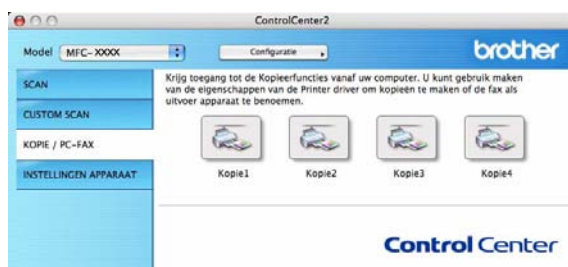 ControlCenter2
Model MFC-XXXX Configuratie brother
SCAN
CUSTOM SCAN
KOPIE / PC-FAX
INSTELLINGEN APPARAAT
Krijg toegang tot de Kopieerfuncties vanaf uw computer. U kunt gebruik maken
van de eigenschappen van de Printer driver om kopieën te maken of de fax als
uitvoer apparaat te benoemen.
Kopie1 Kopie2 Kopie3 Kopie4
Control Center